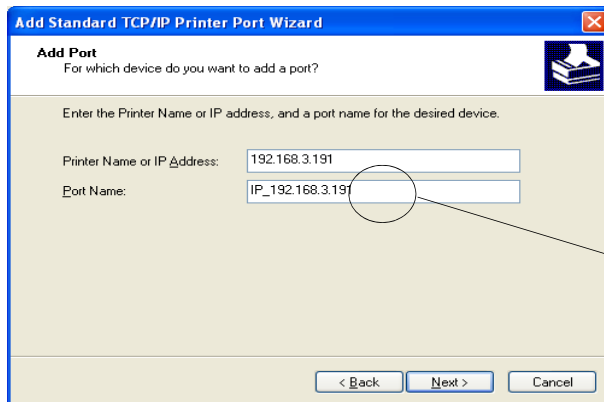 Add Standard TCP/IP Printer Port Wizard
Add Port
For which device do you want to add a port?
Enter the Printer Name or IP address, and a port name for the desired device.
Printer Name or IP Address: 192.168.3.191
Port Name: IP_192.168.3.191
< Back Next > Cancel